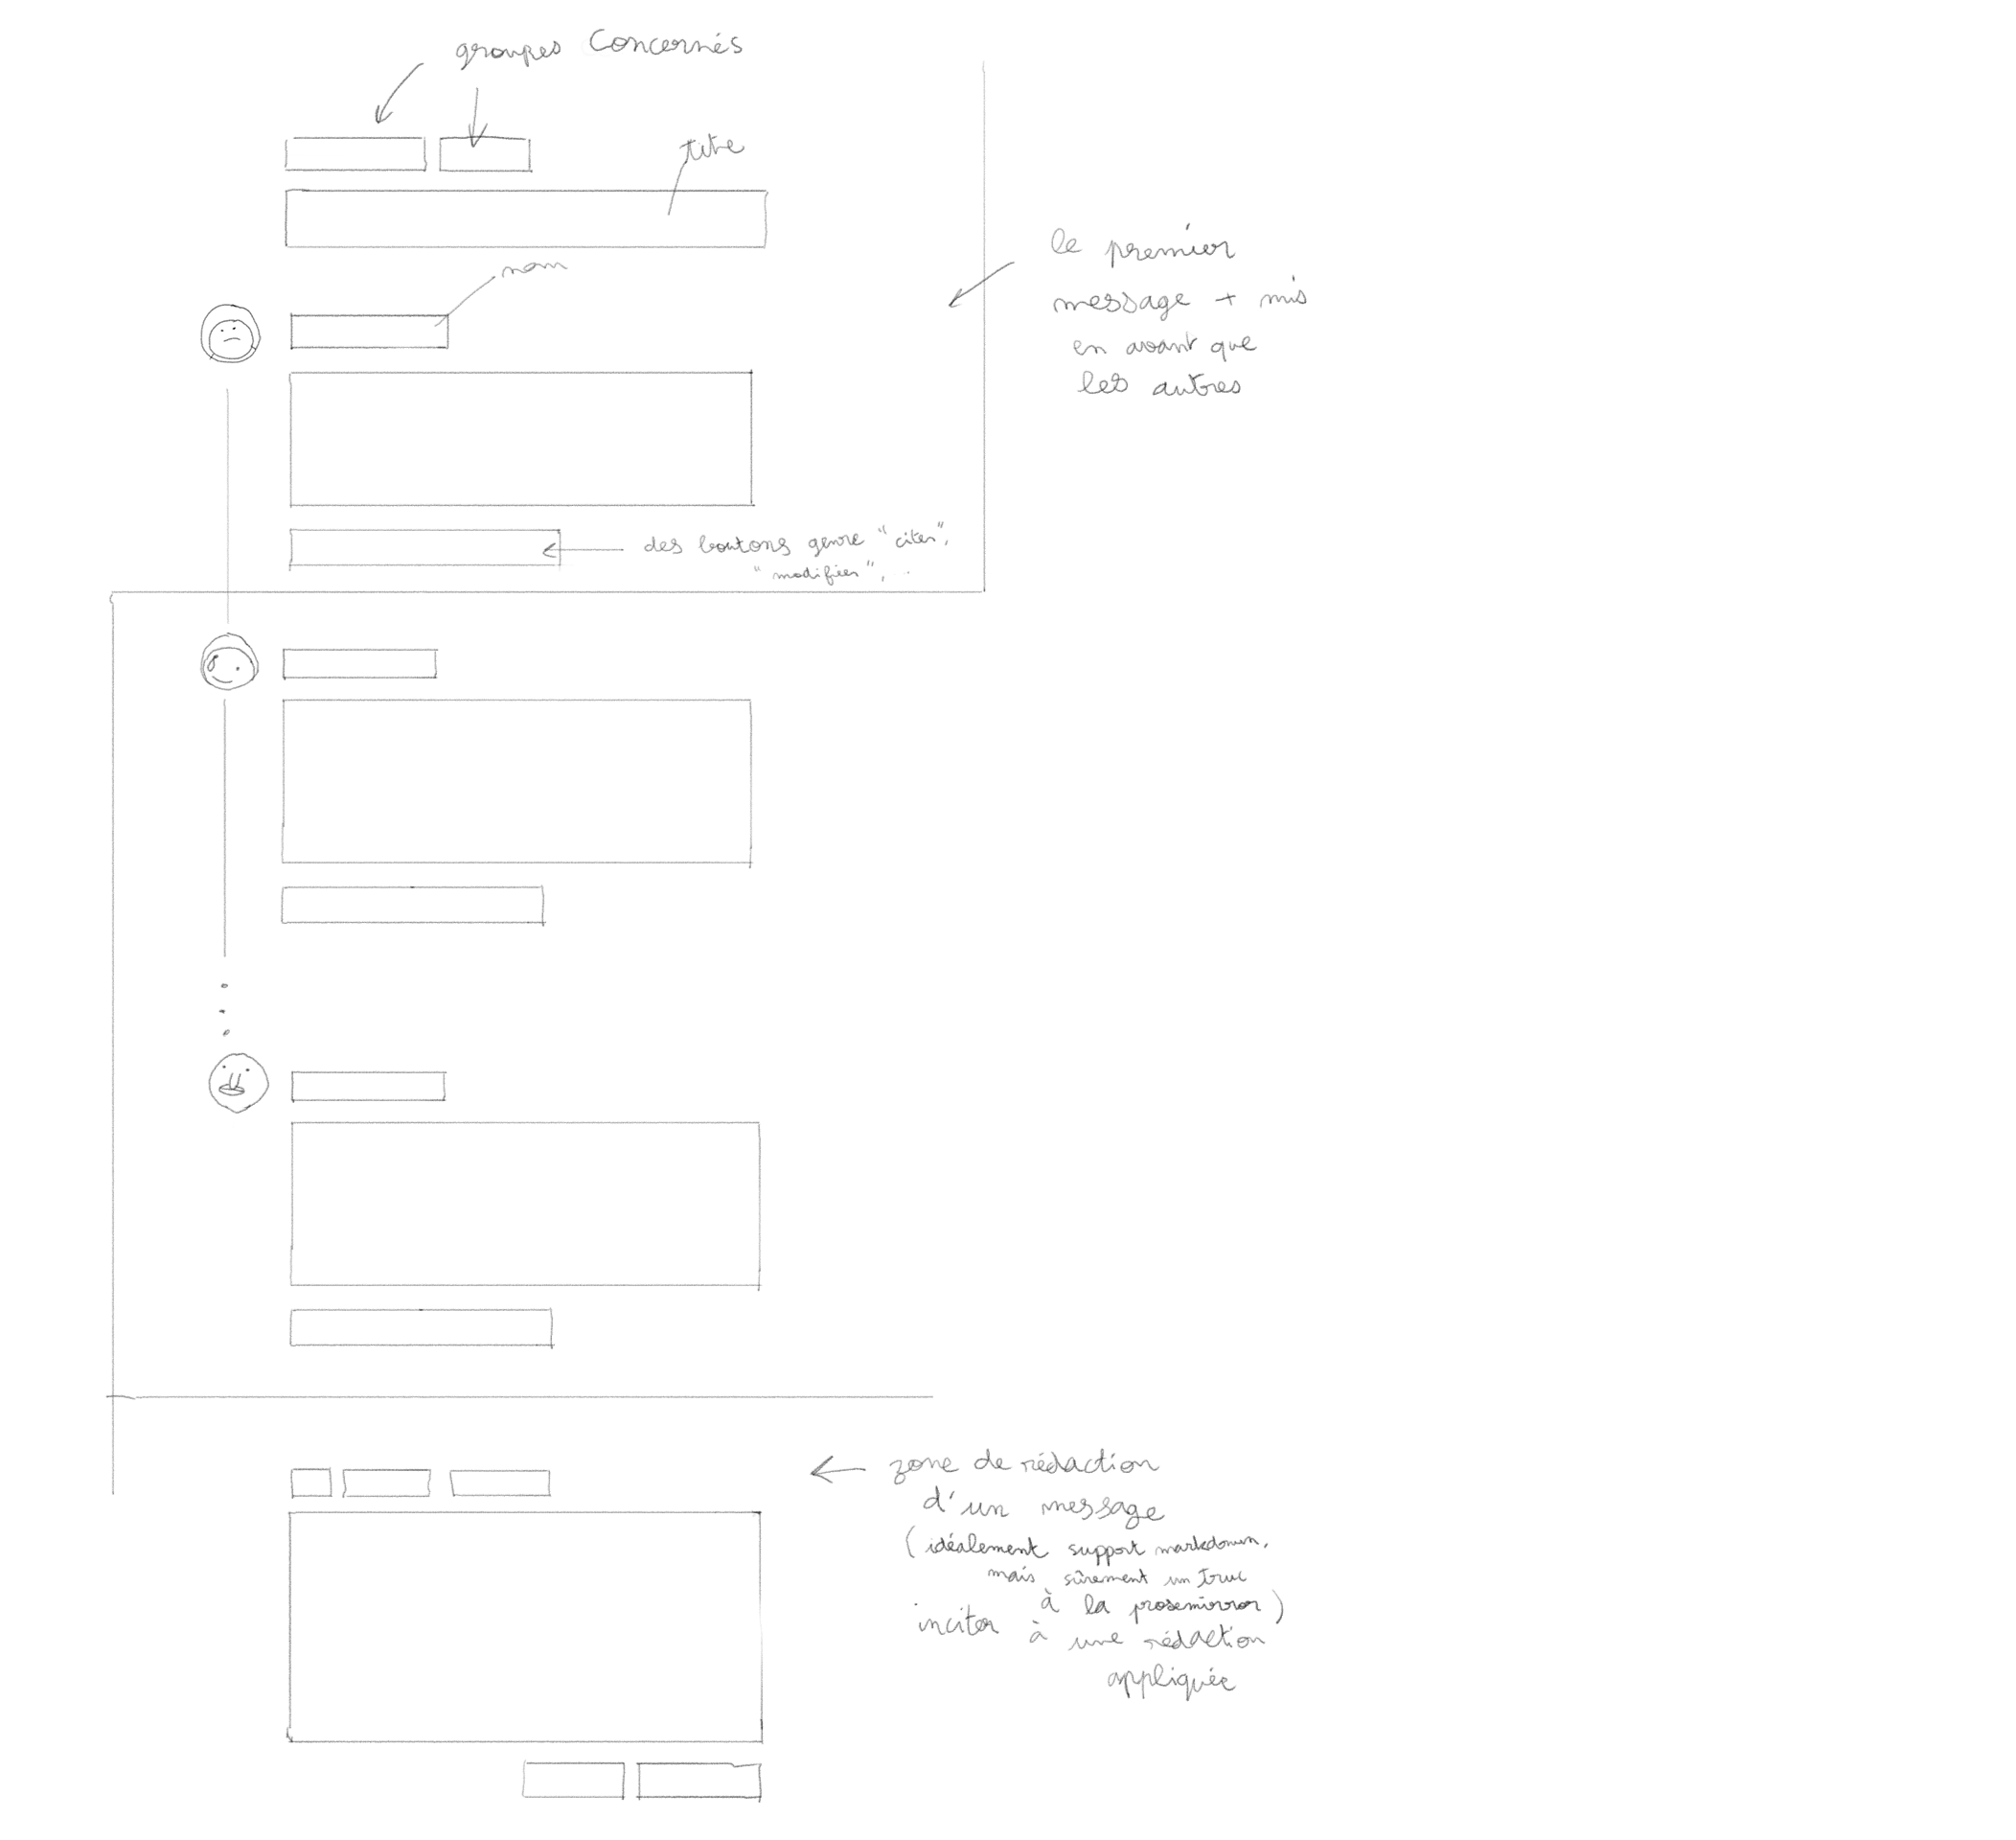 groupes concernés
titre
nom
le premier
message + mis
en avant que
les autres
des boutons genre "citer",
"modifier", ..
zone de rédaction
d'un message
(idéalement support markdown,
mais sûrement un truc
à la prosemirror)
inciter à une rédaction
appliquée